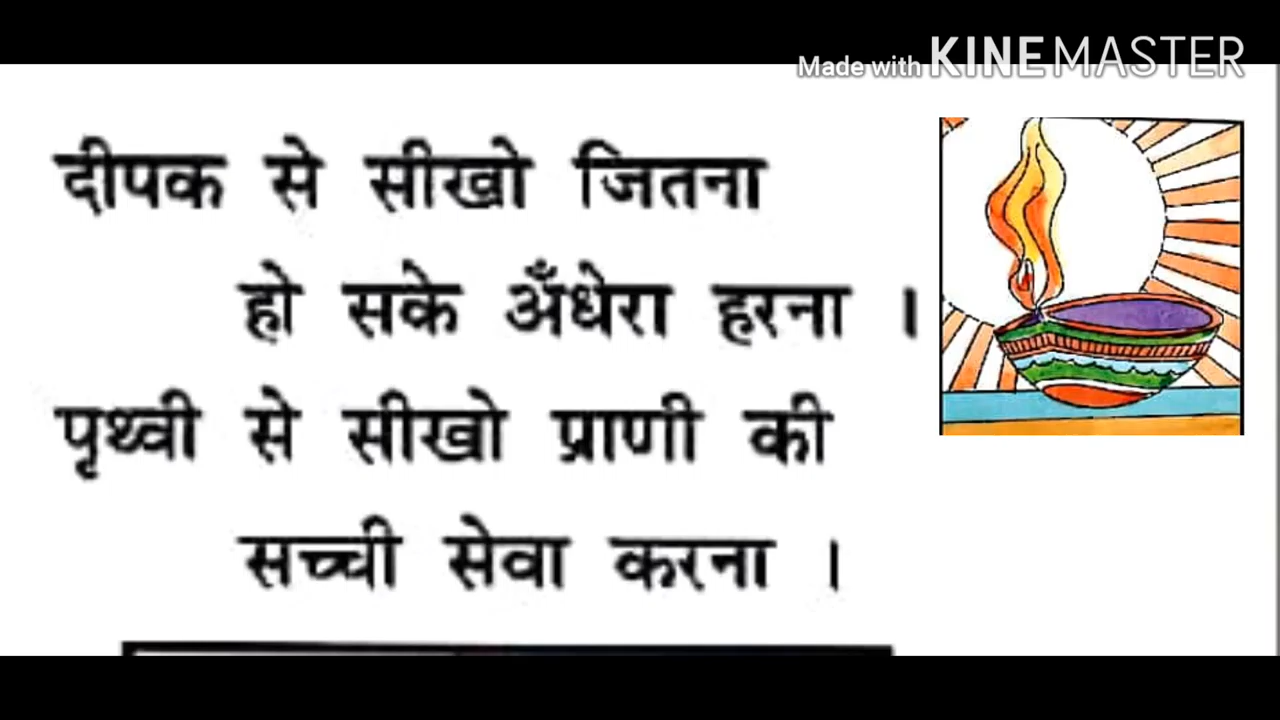 Made with KINEMASTER
दीपक से सीखो जितना
हो सके अँधेरा हरना ।
पृथ्वी से सीखो प्राणी की
सच्ची सेवा करना ।